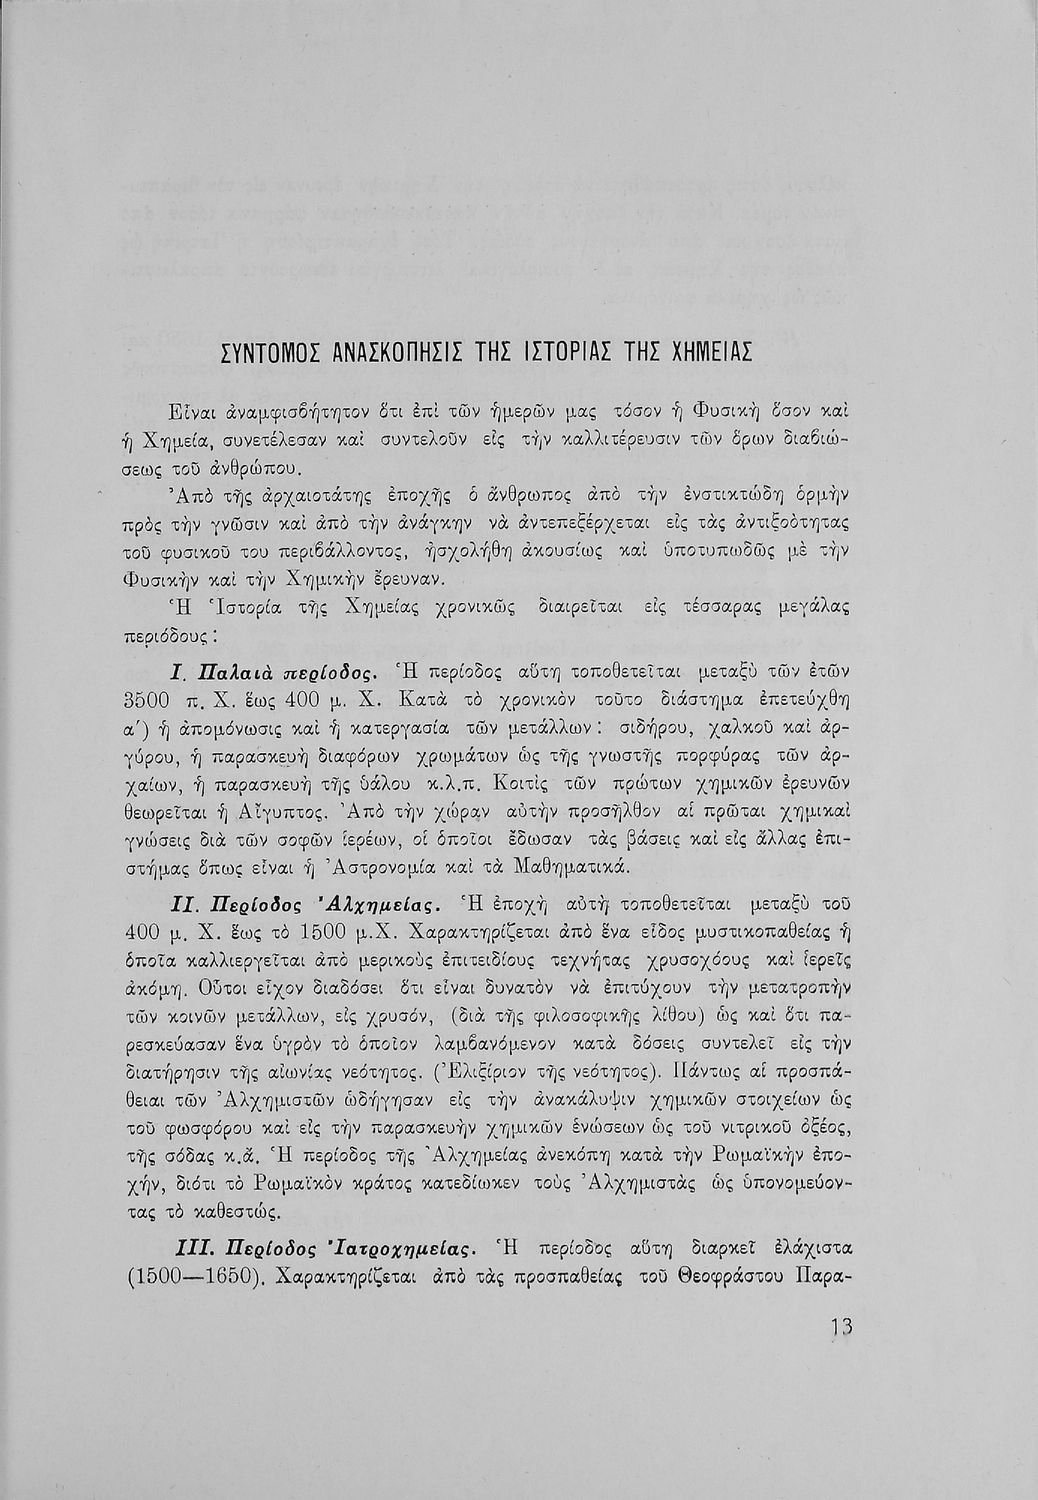 ΣΥΝΤΟΜΟΣ ΑΝΑΣΚΟΠΗΣΙΣ ΤΗΣ ΙΣΤΟΡΙΑΣ ΤΗΣ ΧΗΜΕΙΑΣ
Εἶναι ἀναμφισβήτητον ὅτι ἐπὶ τῶν ἡμερῶν μας τόσον ἡ Φυσικὴ ὅσον καὶ
ἡ Χημεία, συνετέλεσαν καὶ συντελοῦν εἰς τὴν καλλιτέρευσιν τῶν ὅρων διαβιώ-
σεως τοῦ ἀνθρώπου.
Ἀπὸ τῆς ἀρχαιοτάτης ἐποχῆς ὁ ἄνθρωπος ἀπὸ τὴν ἐνστικτώδη ὁρμὴν
πρὸς τὴν γνῶσιν καὶ ἀπὸ τὴν ἀνάγκην νὰ ἀντεπεξέρχεται εἰς τὰς ἀντιξοότητας
τοῦ φυσικοῦ του περιβάλλοντος, ἠσχολήθη ἀκουσίως καὶ ὑποτυπωδῶς μὲ τὴν
Φυσικὴν καὶ τὴν Χημικὴν ἔρευναν.
Ἡ Ἱστορία τῆς Χημείας χρονικῶς διαιρεῖται εἰς τέσσαρας μεγάλας
περιόδους :
I. Παλαιὰ περίοδος. Ἡ περίοδος αὕτη τοποθετεῖται μεταξὺ τῶν ἐτῶν
3500 π. Χ. ἕως 400 μ. Χ. Κατὰ τὸ χρονικὸν τοῦτο διάστημα ἐπετεύχθη
α΄) ἡ ἀπομόνωσις καὶ ἡ κατεργασία τῶν μετάλλων : σιδήρου, χαλκοῦ καὶ ἀρ-
γύρου, ἡ παρασκευὴ διαφόρων χρωμάτων ὡς τῆς γνωστῆς πορφύρας τῶν ἀρ-
χαίων, ἡ παρασκευὴ τῆς ὑάλου κ.λ.π. Κοιτὶς τῶν πρώτων χημικῶν ἐρευνῶν
θεωρεῖται ἡ Αἴγυπτος. Ἀπὸ τὴν χώραν αὐτὴν προσῆλθον αἱ πρῶται χημικαὶ
γνώσεις διὰ τῶν σοφῶν ἱερέων, οἱ ὁποῖοι ἔδωσαν τὰς βάσεις καὶ εἰς ἄλλας ἐπι-
στήμας ὅπως εἶναι ἡ Ἀστρονομία καὶ τὰ Μαθηματικά.
II. Περίοδος Ἀλχημείας. Ἡ ἐποχὴ αὐτὴ τοποθετεῖται μεταξὺ τοῦ
400 μ. Χ. ἕως τὸ 1500 μ.Χ. Χαρακτηρίζεται ἀπὸ ἕνα εἶδος μυστικοπαθείας ἡ
ὁποῖα καλλιεργεῖται ἀπὸ μερικοὺς ἐπιτειδίους τεχνήτας χρυσοχόους καὶ ἱερεῖς
ἀκόμη. Οὗτοι εἶχον διαδόσει ὅτι εἶναι δυνατὸν νὰ ἐπιτύχουν τὴν μετατροπὴν
τῶν κοινῶν μετάλλων, εἰς χρυσόν, (διὰ τῆς φιλοσοφικῆς λίθου) ὡς καὶ ὅτι πα-
ρεσκεύασαν ἕνα ὑγρὸν τὸ ὁποῖον λαμβανόμενον κατὰ δόσεις συντελεῖ εἰς τὴν
διατήρησιν τῆς αἰωνίας νεότητος. (Ἐλιξίριον τῆς νεότητος). Πάντως αἱ προσπά-
θειαι τῶν Ἀλχημιστῶν ὡδήγησαν εἰς τὴν ἀνακάλυψιν χημικῶν στοιχείων ὡς
τοῦ φωσφόρου καὶ εἰς τὴν παρασκευὴν χημικῶν ἑνώσεων ὡς τοῦ νιτρικοῦ ὀξέος,
τῆς σόδας κ.ἄ. Ἡ περίοδος τῆς Ἀλχημείας ἀνεκόπη κατὰ τὴν Ρωμαϊκὴν ἐπο-
χήν, διότι τὸ Ρωμαϊκὸν κράτος κατεδίωκεν τοὺς Ἀλχημιστὰς ὡς ὑπονομεύον-
τας τὸ καθεστώς.
III. Περίοδος Ἰατροχημείας. Ἡ περίοδος αὕτη διαρκεῖ ἐλάχιστα
(1500—1650). Χαρακτηρίζεται ἀπὸ τὰς προσπαθείας τοῦ Θεοφράστου Παρα-
13